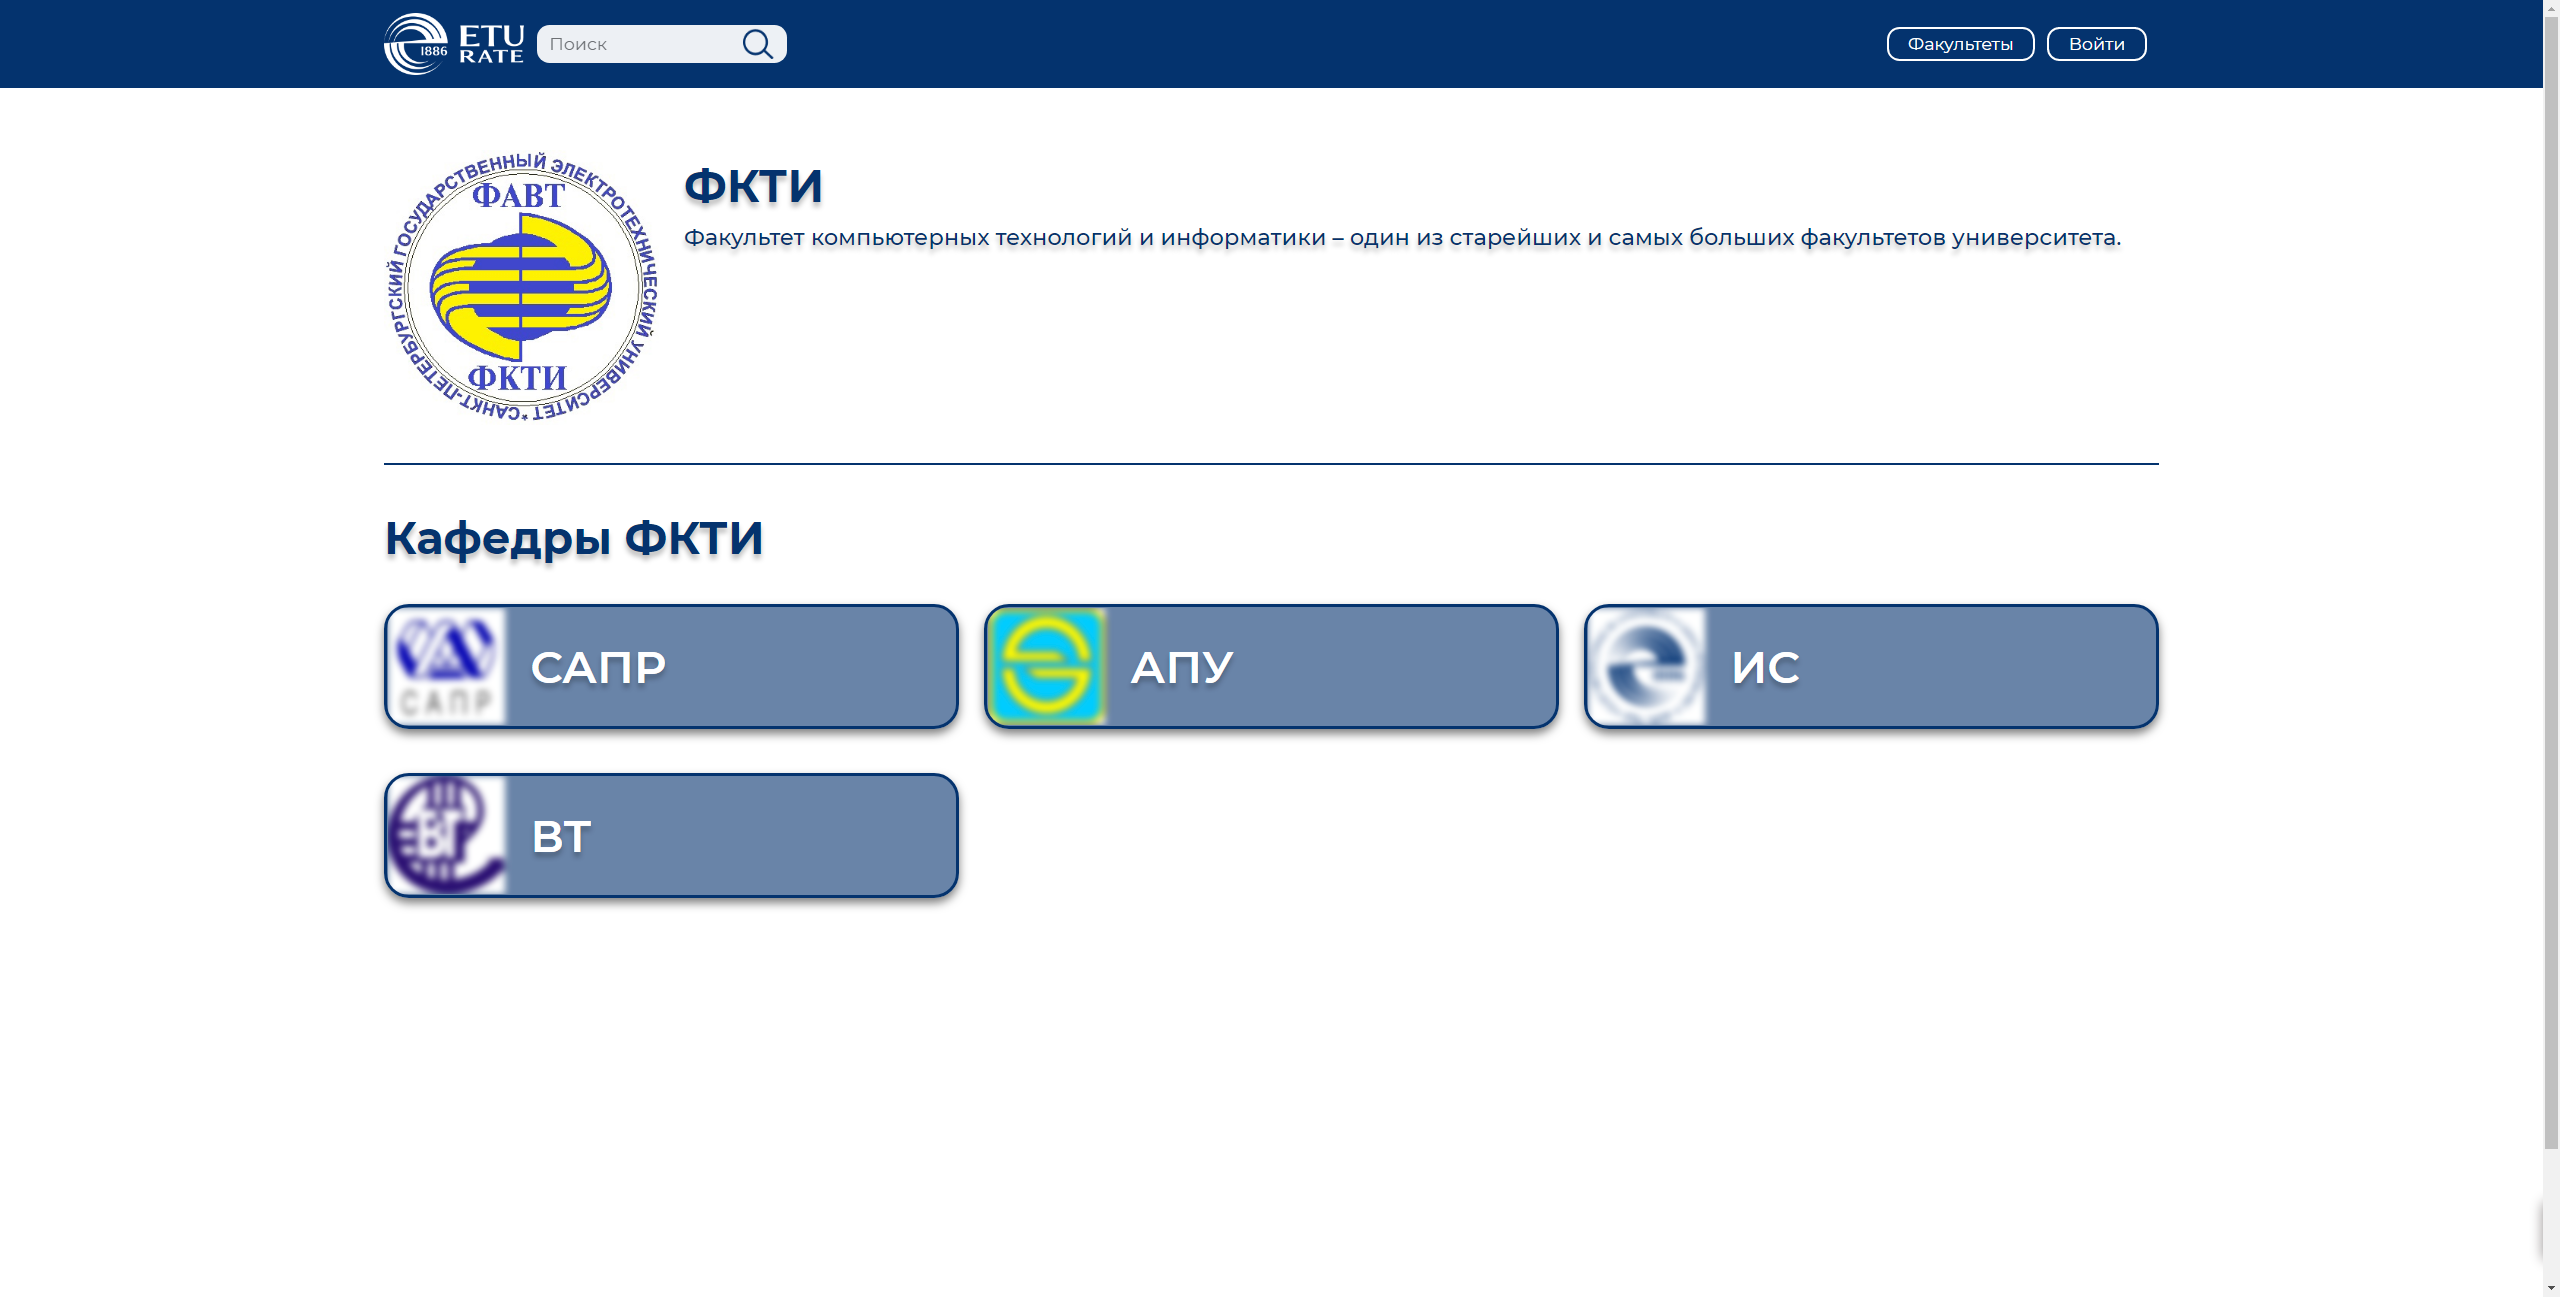 1886
ETU
RATE
Поиск
Факультеты
Войти
САНКТ-ПЕТЕРБУРГСКИЙ ГОСУДАРСТВЕННЫЙ ЭЛЕКТРОТЕХНИЧЕСКИЙ УНИВЕРСИТЕТ *
ФАВТ
ФКТИ
ФКТИ
Факультет компьютерных технологий и информатики – один из старейших и самых больших факультетов университета.
Кафедры ФКТИ
САПР
САПР
АПУ
ИС
ВТ
ВТ